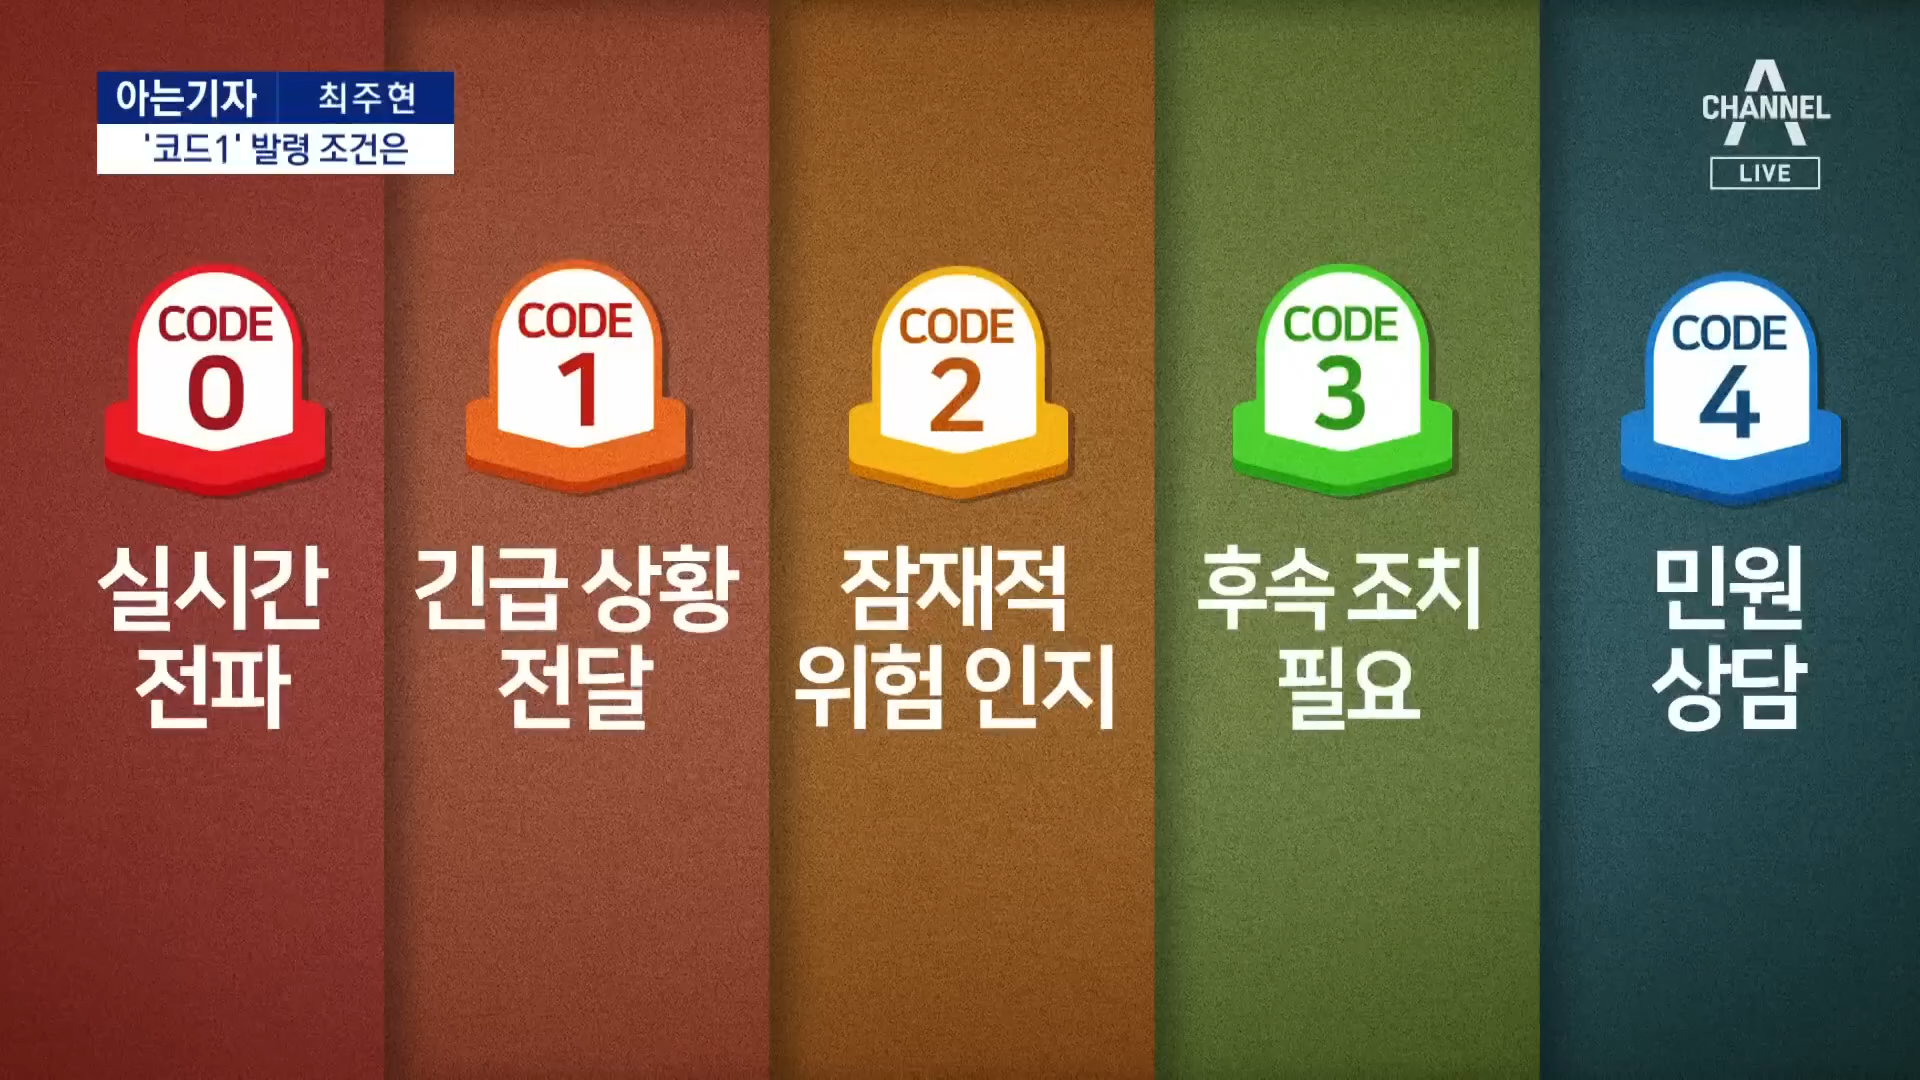 아는기자 최주현
'코드1' 발령 조건은
CHANNEL A
LIVE
CODE
0
실시간
전파
CODE
1
긴급 상황
전달
CODE
2
잠재적
위험 인지
CODE
3
후속 조치
필요
CODE
4
민원
상담